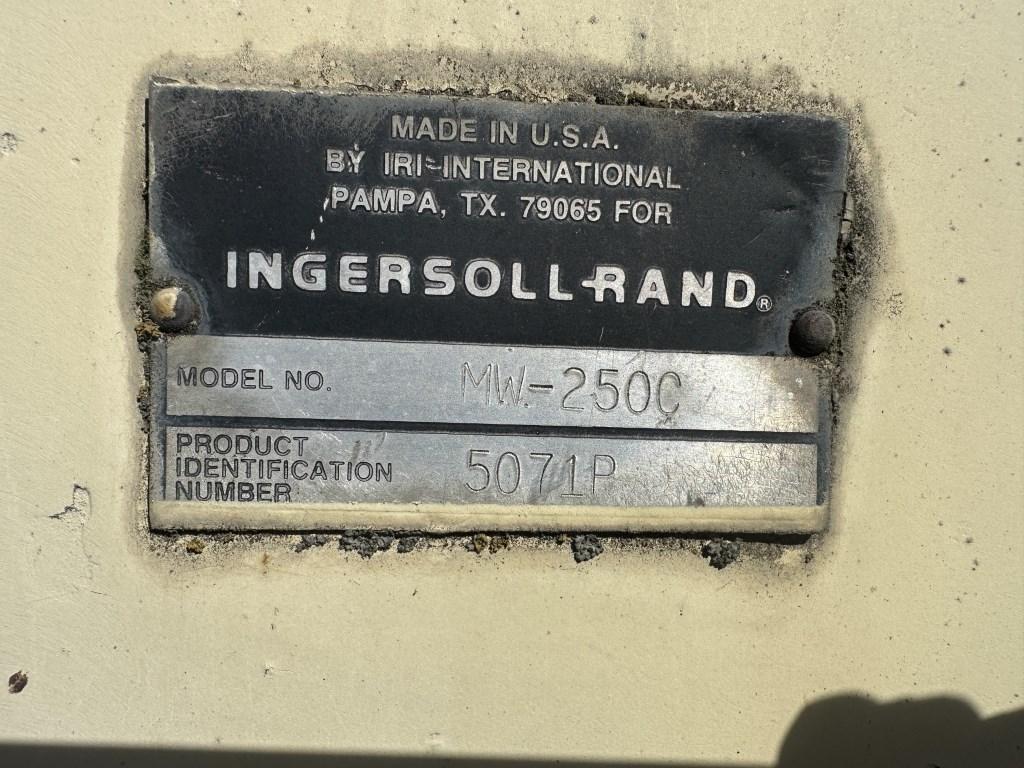 MADE IN U.S.A.
BY IRI-INTERNATIONAL
PAMPA, TX. 79065 FOR
INGERSOLL-RAND®
MODEL NO. MW-250C
PRODUCT
IDENTIFICATION
NUMBER
5071P